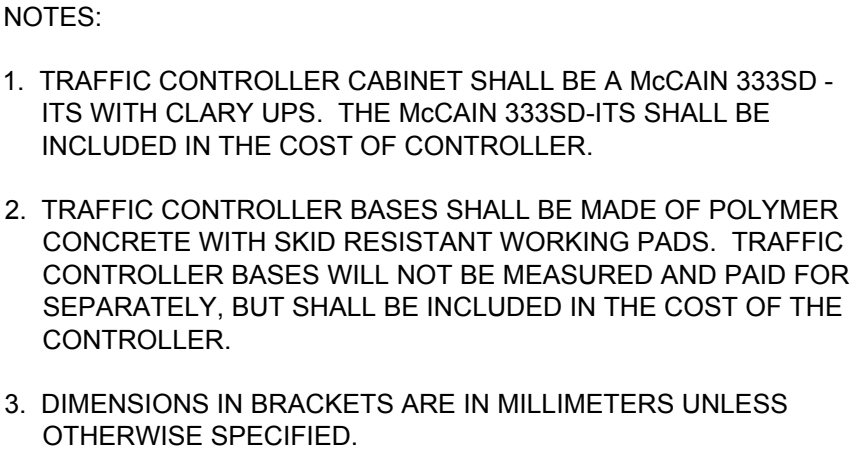 NOTES:
1. TRAFFIC CONTROLLER CABINET SHALL BE A McCAIN 333SD -
ITS WITH CLARY UPS. THE McCAIN 333SD-ITS SHALL BE
INCLUDED IN THE COST OF CONTROLLER.
2. TRAFFIC CONTROLLER BASES SHALL BE MADE OF POLYMER
CONCRETE WITH SKID RESISTANT WORKING PADS. TRAFFIC
CONTROLLER BASES WILL NOT BE MEASURED AND PAID FOR
SEPARATELY, BUT SHALL BE INCLUDED IN THE COST OF THE
CONTROLLER.
3. DIMENSIONS IN BRACKETS ARE IN MILLIMETERS UNLESS
OTHERWISE SPECIFIED.